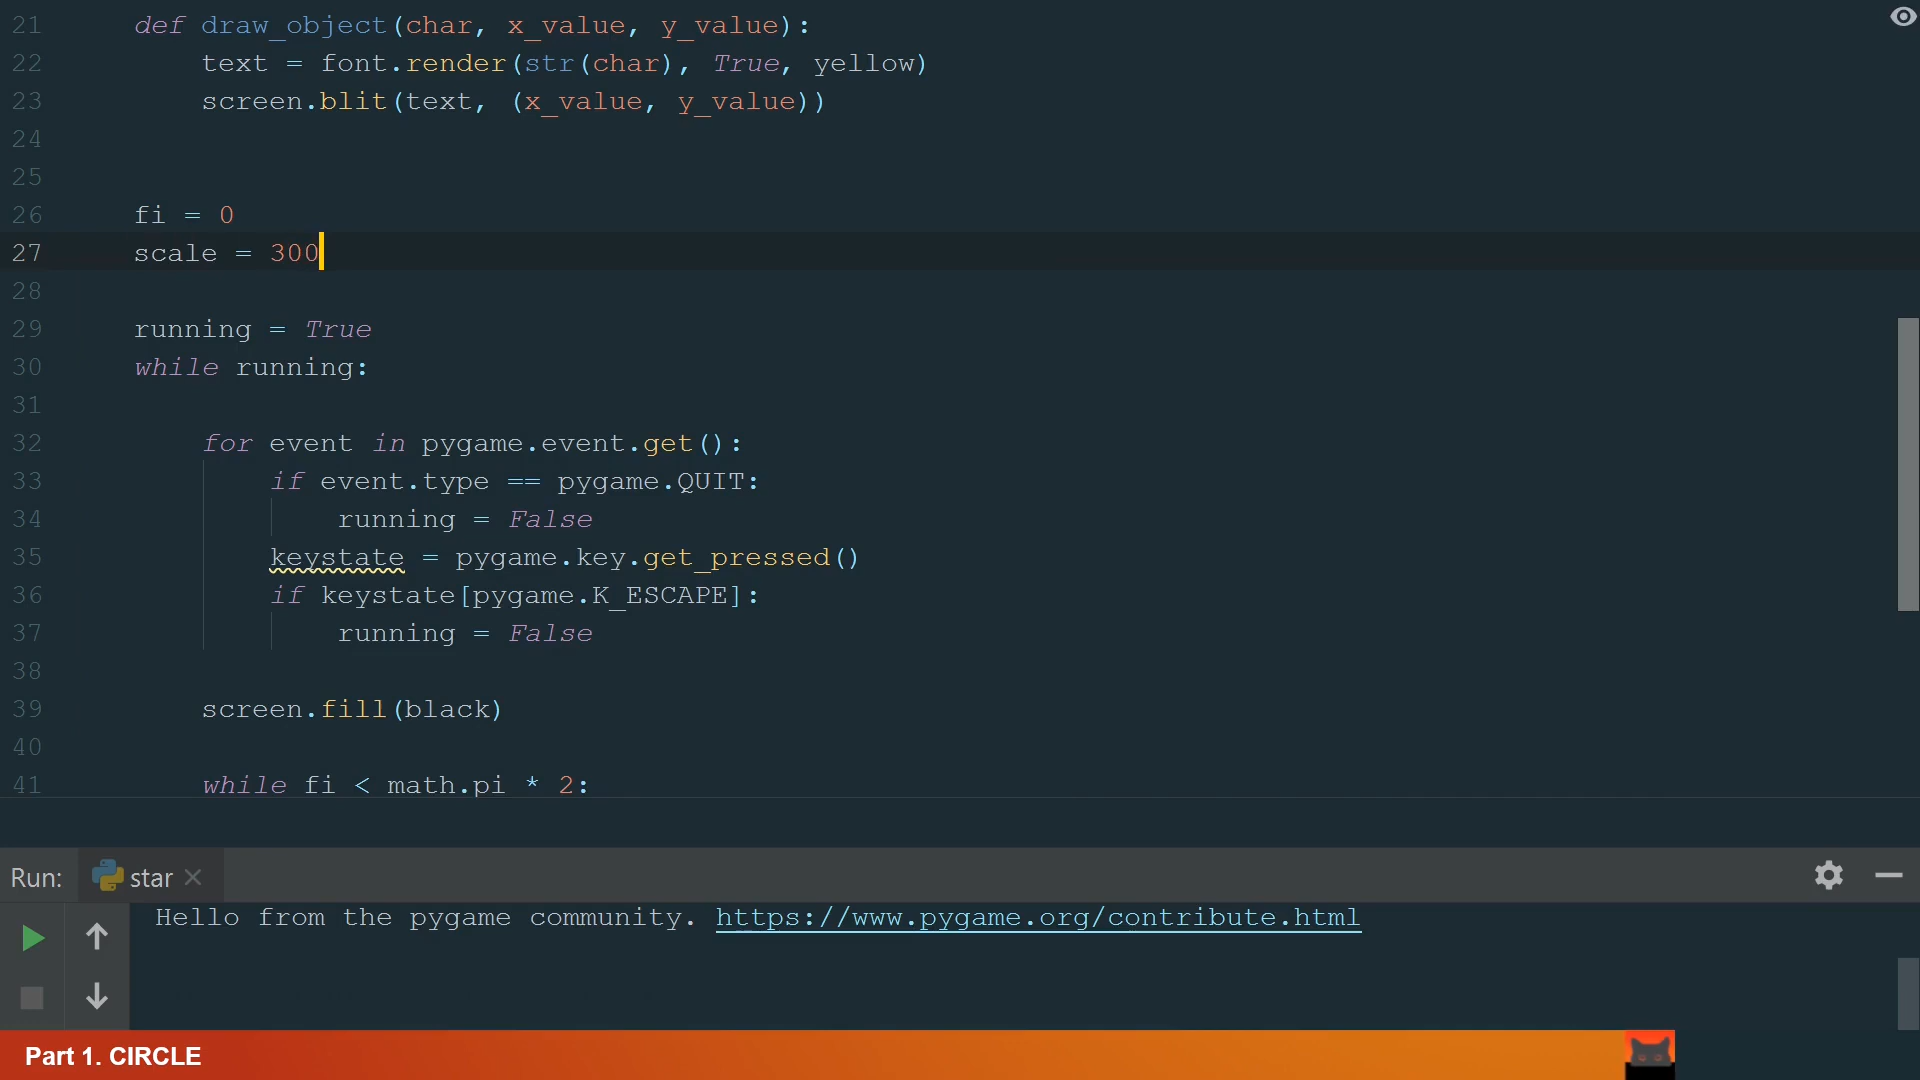 21 def draw_object(char, x_value, y_value):
22 text = font.render(str(char), True, yellow)
23 screen.blit(text, (x_value, y_value))
24
25
26 fi = 0
27 scale = 300
28
29 running = True
30 while running:
31
32 for event in pygame.event.get():
33 if event.type == pygame.QUIT:
34 running = False
35 keystate = pygame.key.get_pressed()
36 if keystate[pygame.K_ESCAPE]:
37 running = False
38
39 screen.fill(black)
40
41 while fi < math.pi * 2:
Run: star
Hello from the pygame community. https://www.pygame.org/contribute.html
Part 1. CIRCLE